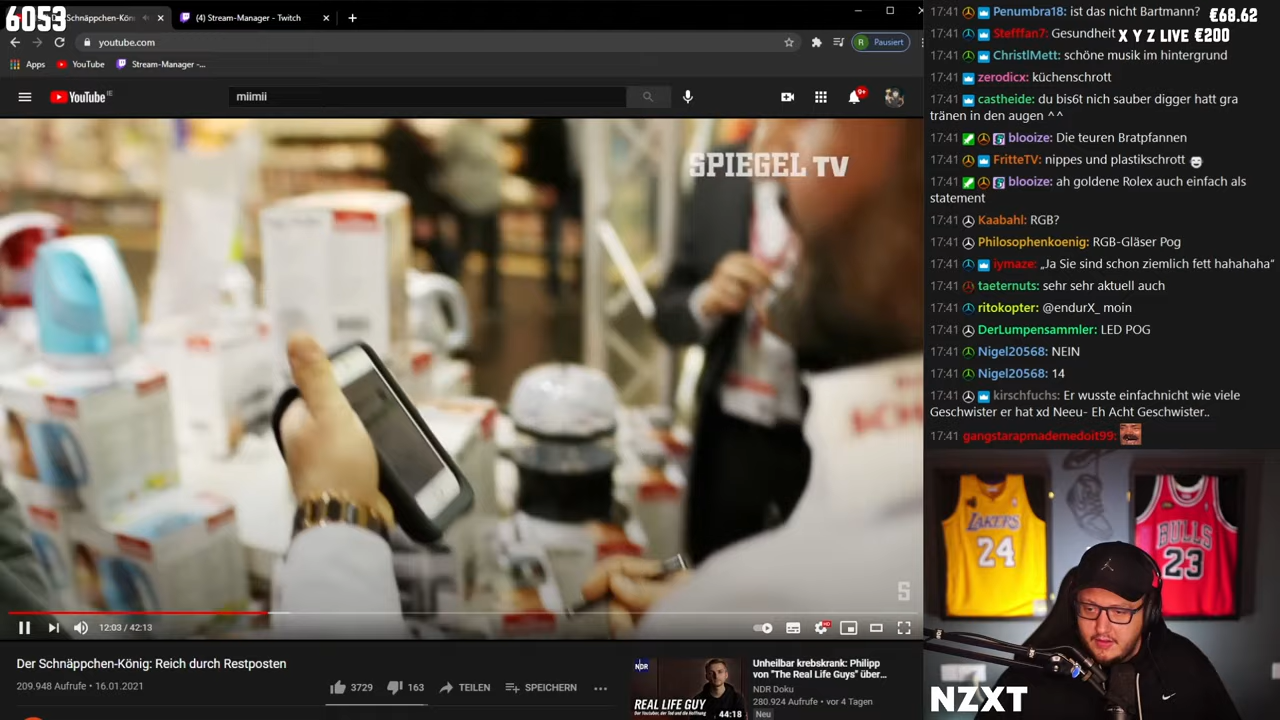 6053
Der Schnäppchen-Kön
(4) Stream-Manager - Twitch
youtube.com
Pausiert
Apps
YouTube
Stream-Manager -...
YouTube IE
miimii
9+
SPIEGEL TV
S
12:03 / 42:13
HD
Der Schnäppchen-König: Reich durch Restposten
209.948 Aufrufe • 16.01.2021
3729
163
TEILEN
SPEICHERN
NDR
REAL LIFE GUY
44:18
Unheilbar krebskrank: Philipp
von "The Real Life Guys" über...
NDR Doku
280.924 Aufrufe • vor 4 Tagen
Neu
17:41 Penumbra18: ist das nicht Bartmann?
€68.62
17:41 Stefffan7: Gesundheit
X Y Z LIVE €200
17:41 ChristlMett: schöne musik im hintergrund
17:41 zerodicx: küchenschrott
17:41 castheide: du bis6t nich sauber digger hatt gra
tränen in den augen ^^
17:41 blooize: Die teuren Bratpfannen
17:41 FritteTV: nippes und plastikschrott
17:41 blooize: ah goldene Rolex auch einfach als
statement
17:41 Kaabahl: RGB?
17:41 Philosophenkoenig: RGB-Gläser Pog
17:41 iymaze: „Ja Sie sind schon ziemlich fett hahahaha"
17:41 taeternuts: sehr sehr aktuell auch
17:41 ritokopter: @endurX_ moin
17:41 DerLumpensammler: LED POG
17:41 Nigel20568: NEIN
17:41 Nigel20568: 14
17:41 kirschfuchs: Er wusste einfachnicht wie viele
Geschwister er hat xd Neeu- Eh Acht Geschwister..
17:41 gangstarapmademedoit99:
LAKERS
24
BULLS
23
NZXT